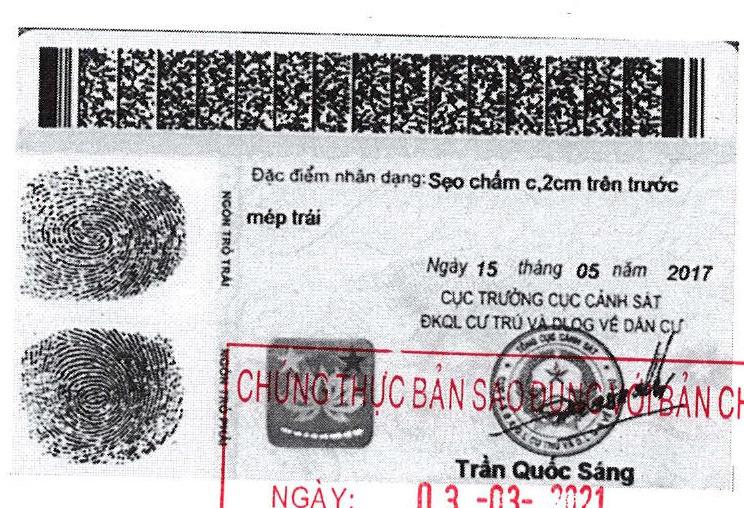 Đặc điểm nhân dạng: Sẹo chấm c,2cm trên trước
mép trái
NGÓN TRỎ TRÁI
Ngày 15 tháng 05 năm 2017
CỤC TRƯỞNG CỤC CẢNH SÁT
ĐKQL CƯ TRÚ VÀ DLQG VỀ DÂN CƯ
NGÓN TRỎ PHẢI
CHỨNG THỰC BẢN SAO ĐÚNG VỚI BẢN CH
Trần Quốc Sáng
NGÀY: 03-03-2021